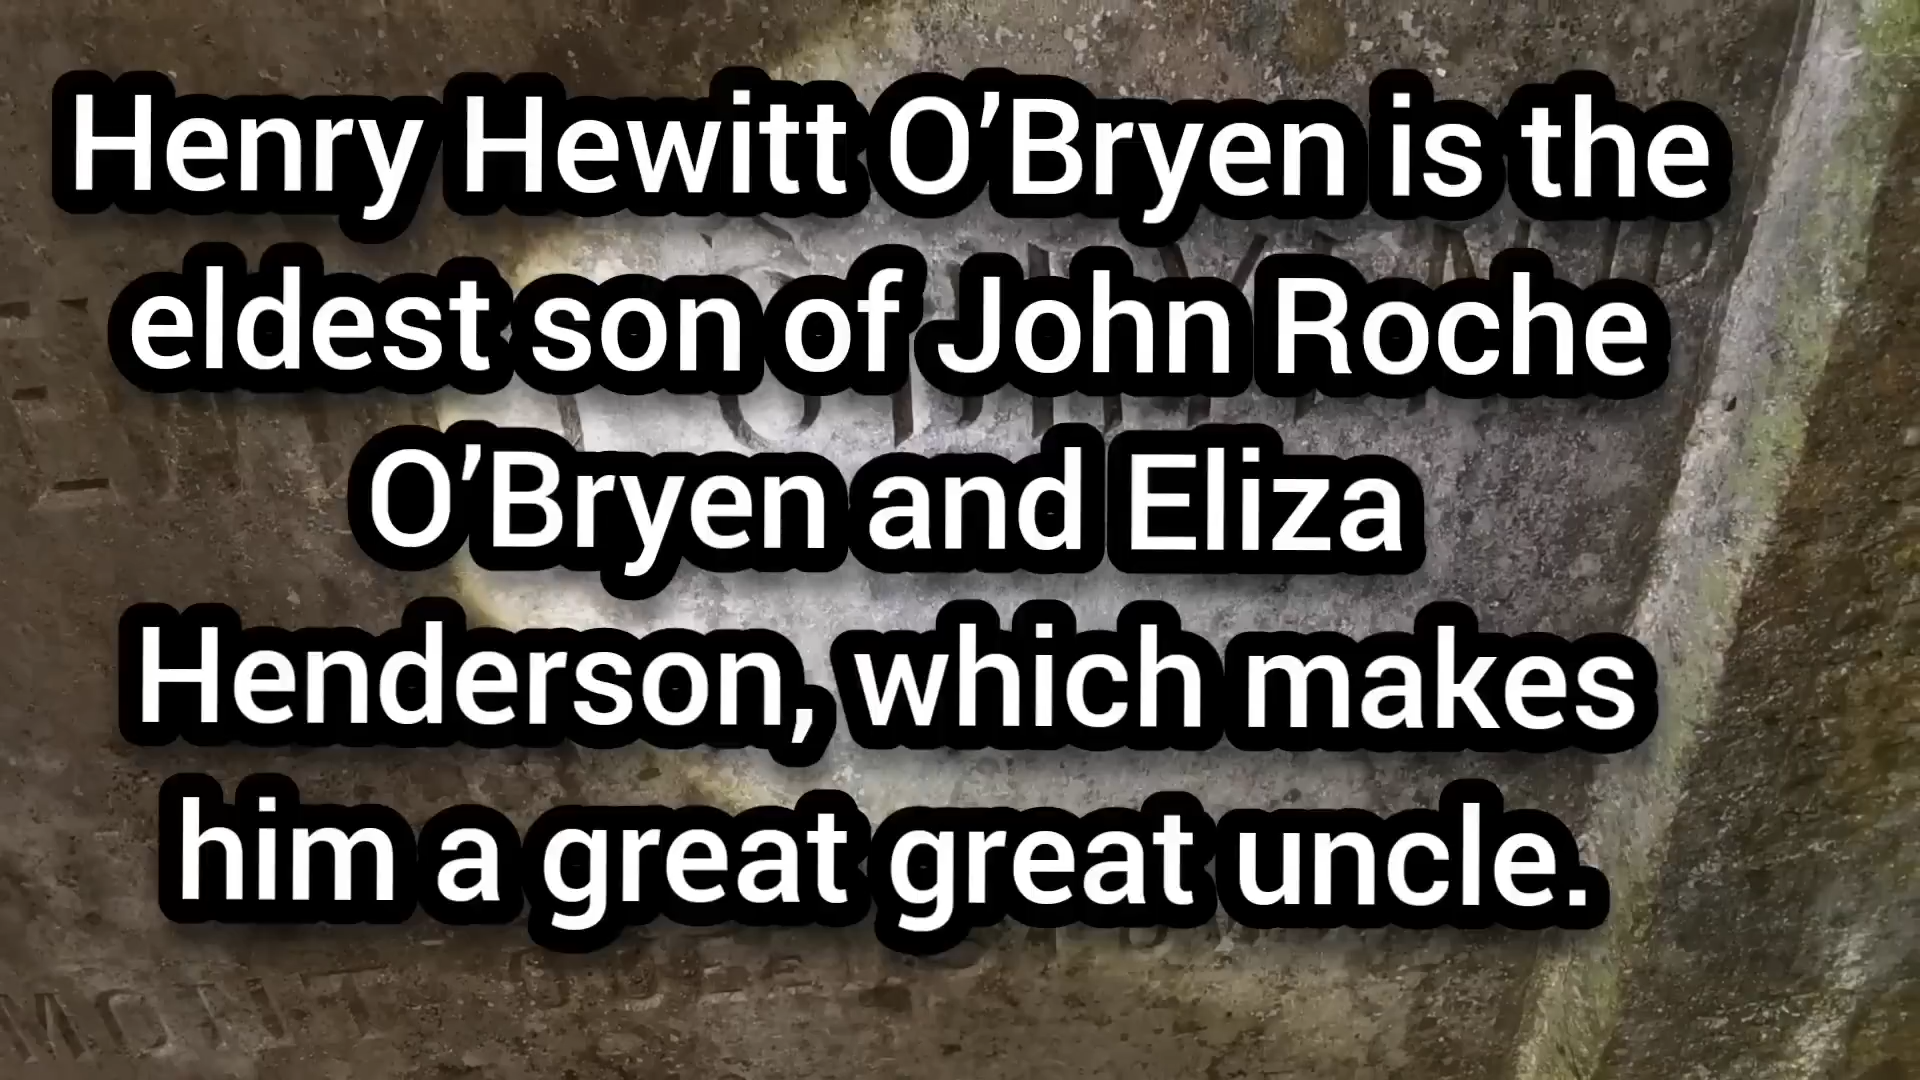 Henry Hewitt O’Bryen is the
eldest son of John Roche
O’Bryen and Eliza
Henderson, which makes
him a great great uncle.